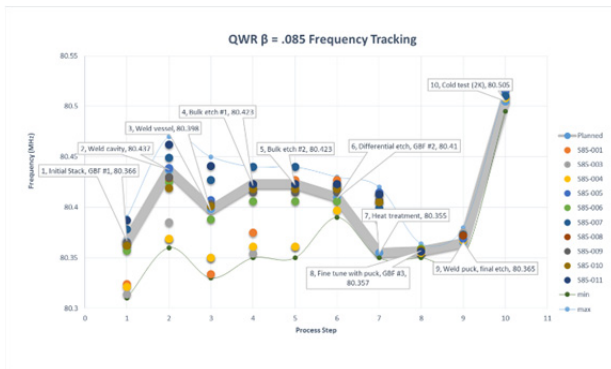 QWR β = .085 Frequency Tracking
80.55
80.5
80.45
80.4
80.35
80.3
Frequency (MHz)
0 1 2 3 4 5 6 7 8 9 10 11
Process Step
1, Initial Stack, GBF #1, 80.366
2, Weld cavity, 80.437
3, Weld vessel, 80.398
4, Bulk etch #1, 80.423
5, Bulk etch #2, 80.423
6, Differential etch, GBF #2, 80.41
7, Heat treatment, 80.355
8, Fine tune with puck, GBF #3,
80.357
9, Weld puck, final etch, 80.365
10, Cold test (2K), 80.505
Planned
S85-001
S85-003
S85-004
S85-005
S85-006
S85-007
S85-008
S85-009
S85-010
S85-011
min
max